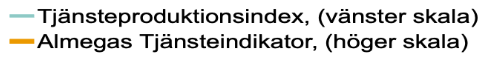 Tjänsteproduktionsindex, (vänster skala)
Almegas Tjänsteindikator, (höger skala)